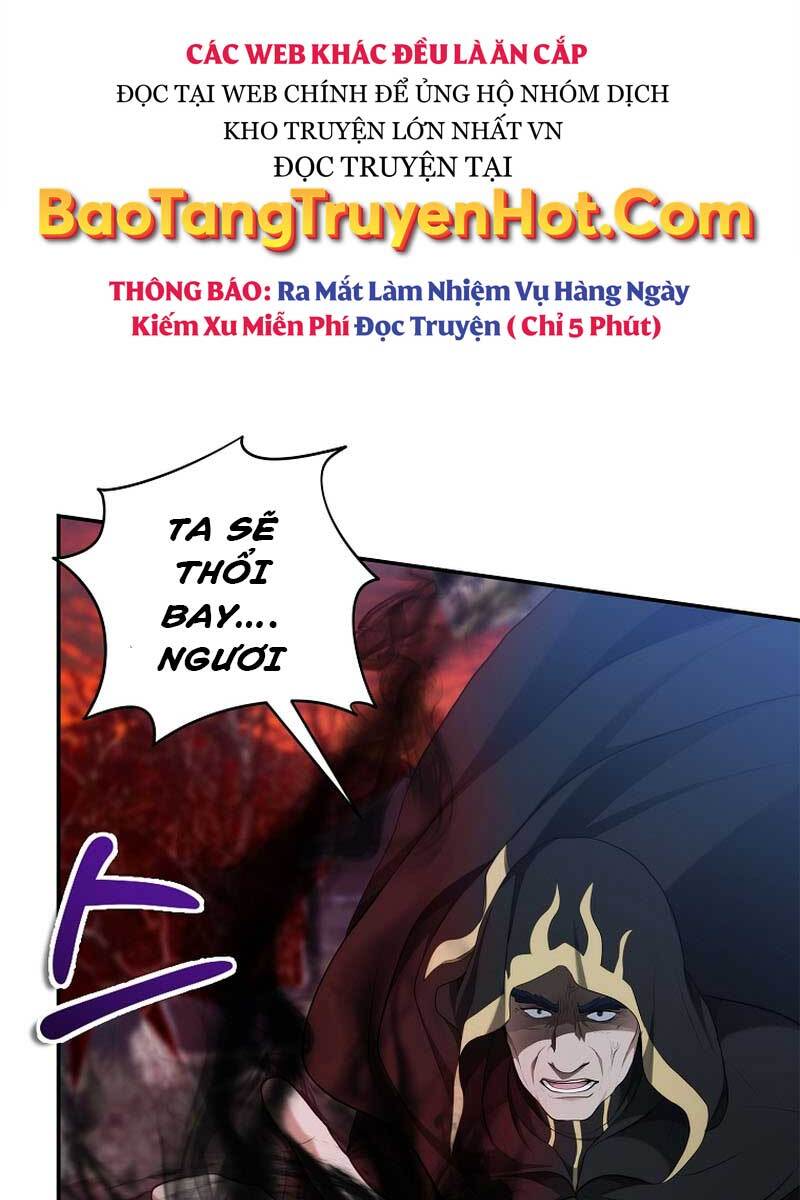 CÁC WEB KHÁC ĐỀU LÀ ĂN CẮP
ĐỌC TẠI WEB CHÍNH ĐỂ ỦNG HỘ NHÓM DỊCH
KHO TRUYỆN LỚN NHẤT VN
ĐỌC TRUYỆN TẠI
BaoTangTruyenHot.Com
THÔNG BÁO: Ra Mắt Làm Nhiệm Vụ Hàng Ngày
Kiếm Xu Miễn Phí Đọc Truyện ( Chỉ 5 Phút)
TA SẼ
THỔI
BAY....
NGƯƠI
스